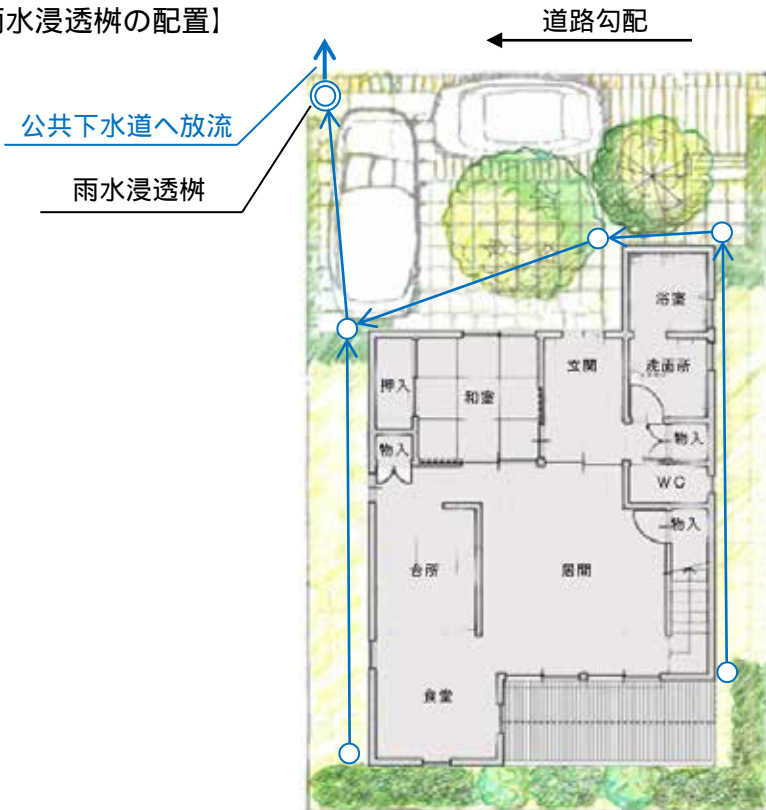 雨水浸透桝の配置】
道路勾配
公共下水道へ放流
雨水浸透桝
浴室
玄関
洗面所
押入
和室
物入
物入
WC
物入
台所
居間
食堂